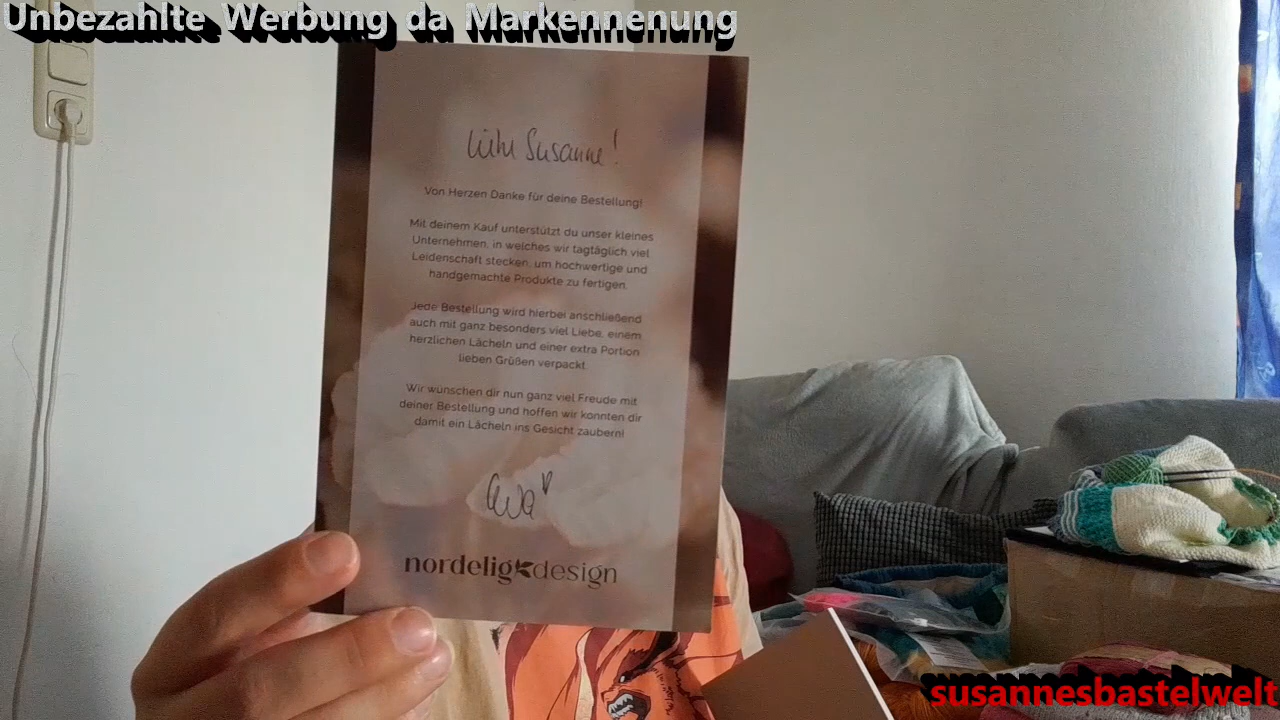 Unbezahlte Werbung da Markennenung
Liebe Susanne!
Von Herzen Danke für deine Bestellung!
Mit deinem Kauf unterstützt du unser kleines
Unternehmen, in welches wir tagtäglich viel
Leidenschaft stecken, um hochwertige und
handgemachte Produkte zu fertigen.
Jede Bestellung wird hierbei anschließend
auch mit ganz besonders viel Liebe, einem
herzlichen Lächeln und einer extra Portion
lieben Grüßen verpackt.
Wir wünschen dir nun ganz viel Freude mit
deiner Bestellung und hoffen wir konnten dir
damit ein Lächeln ins Gesicht zaubern!
nordelig design
susannesbastelwelt